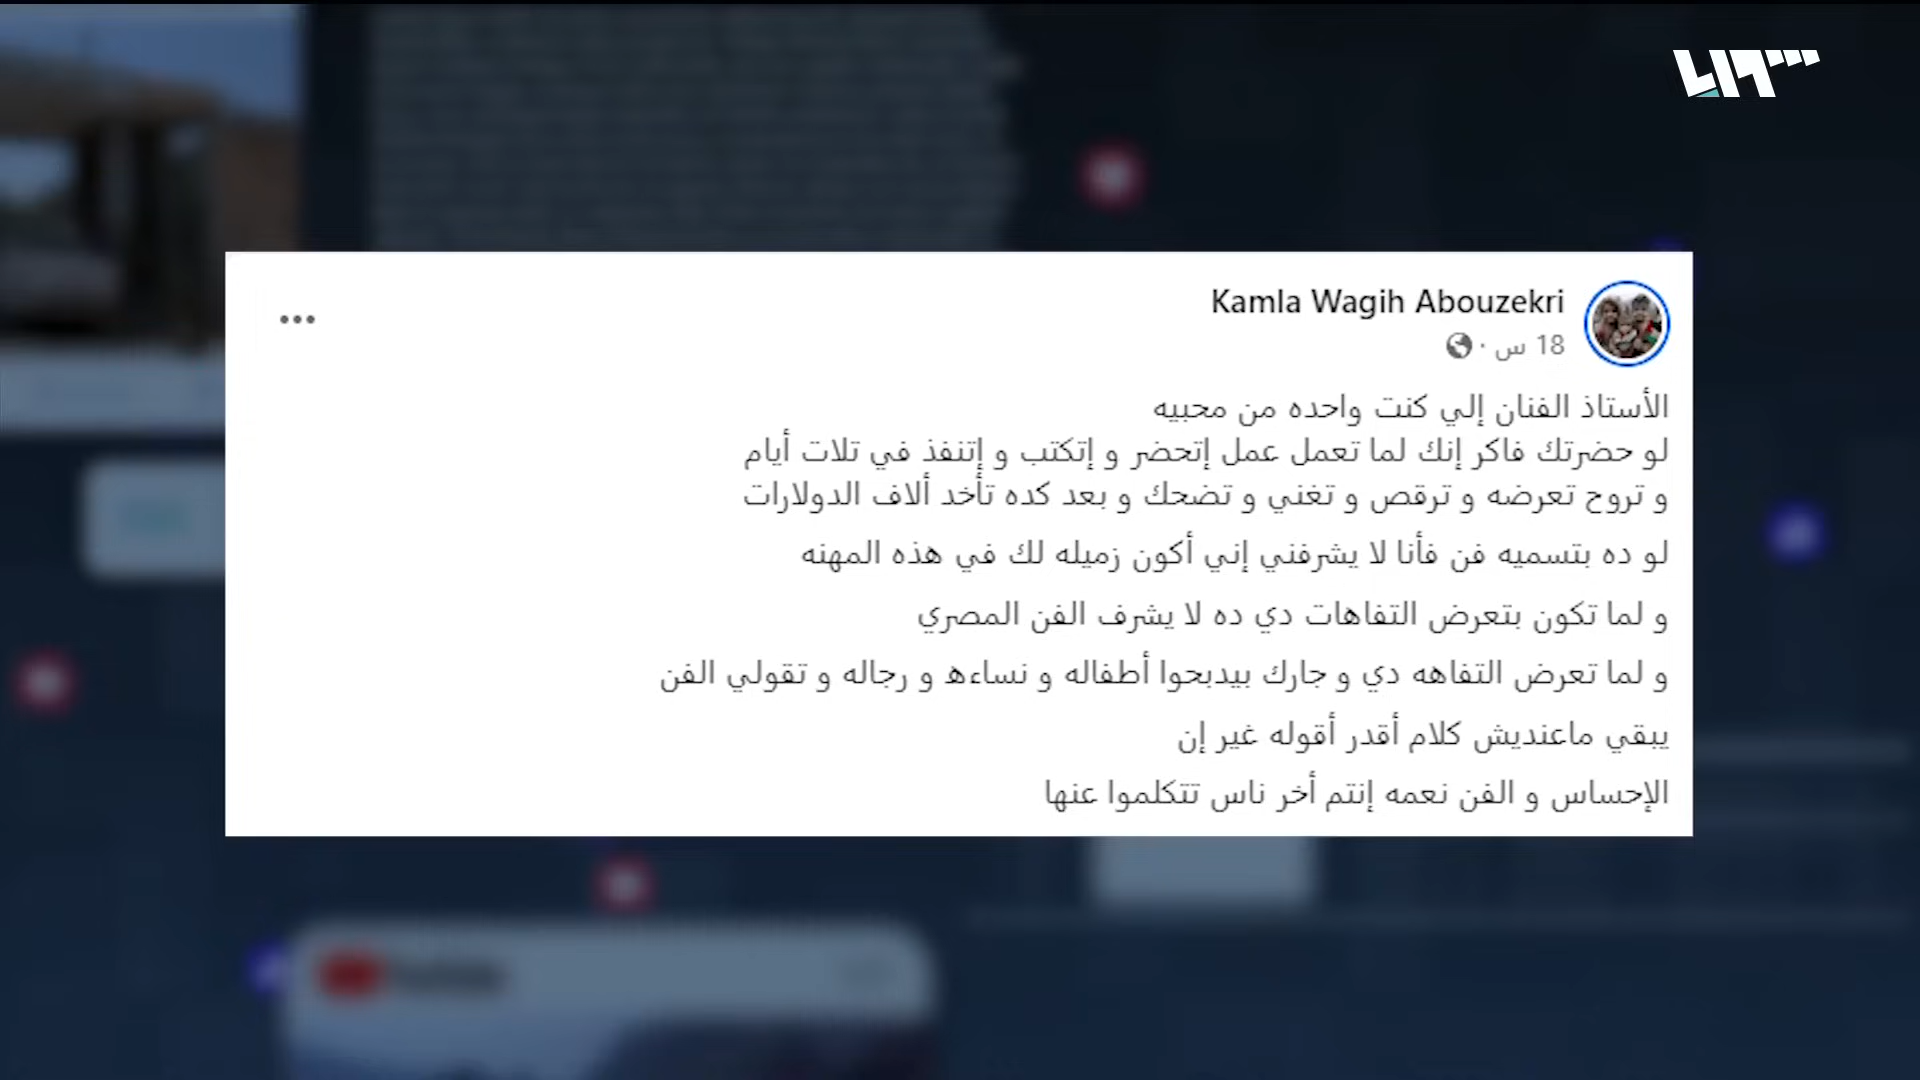 Kamla Wagih Abouzekri
18 س ·
الأستاذ الفنان إلي كنت واحده من محبيه
لو حضرتك فاكر إنك لما تعمل عمل إتحضر و إتكتب و إتنفذ في تلات أيام
و تروح تعرضه و ترقص و تغني و تضحك و بعد كده تأخد ألاف الدولارات
لو ده بتسميه فن فأنا لا يشرفني إني أكون زميله لك في هذه المهنه
و لما تكون بتعرض التفاهات دي ده لا يشرف الفن المصري
و لما تعرض التفاهه دي و جارك بيدبحوا أطفاله و نساءه و رجاله و تقولي الفن
يبقي ماعنديش كلام أقدر أقوله غير إن
الإحساس و الفن نعمه إنتم أخر ناس تتكلموا عنها